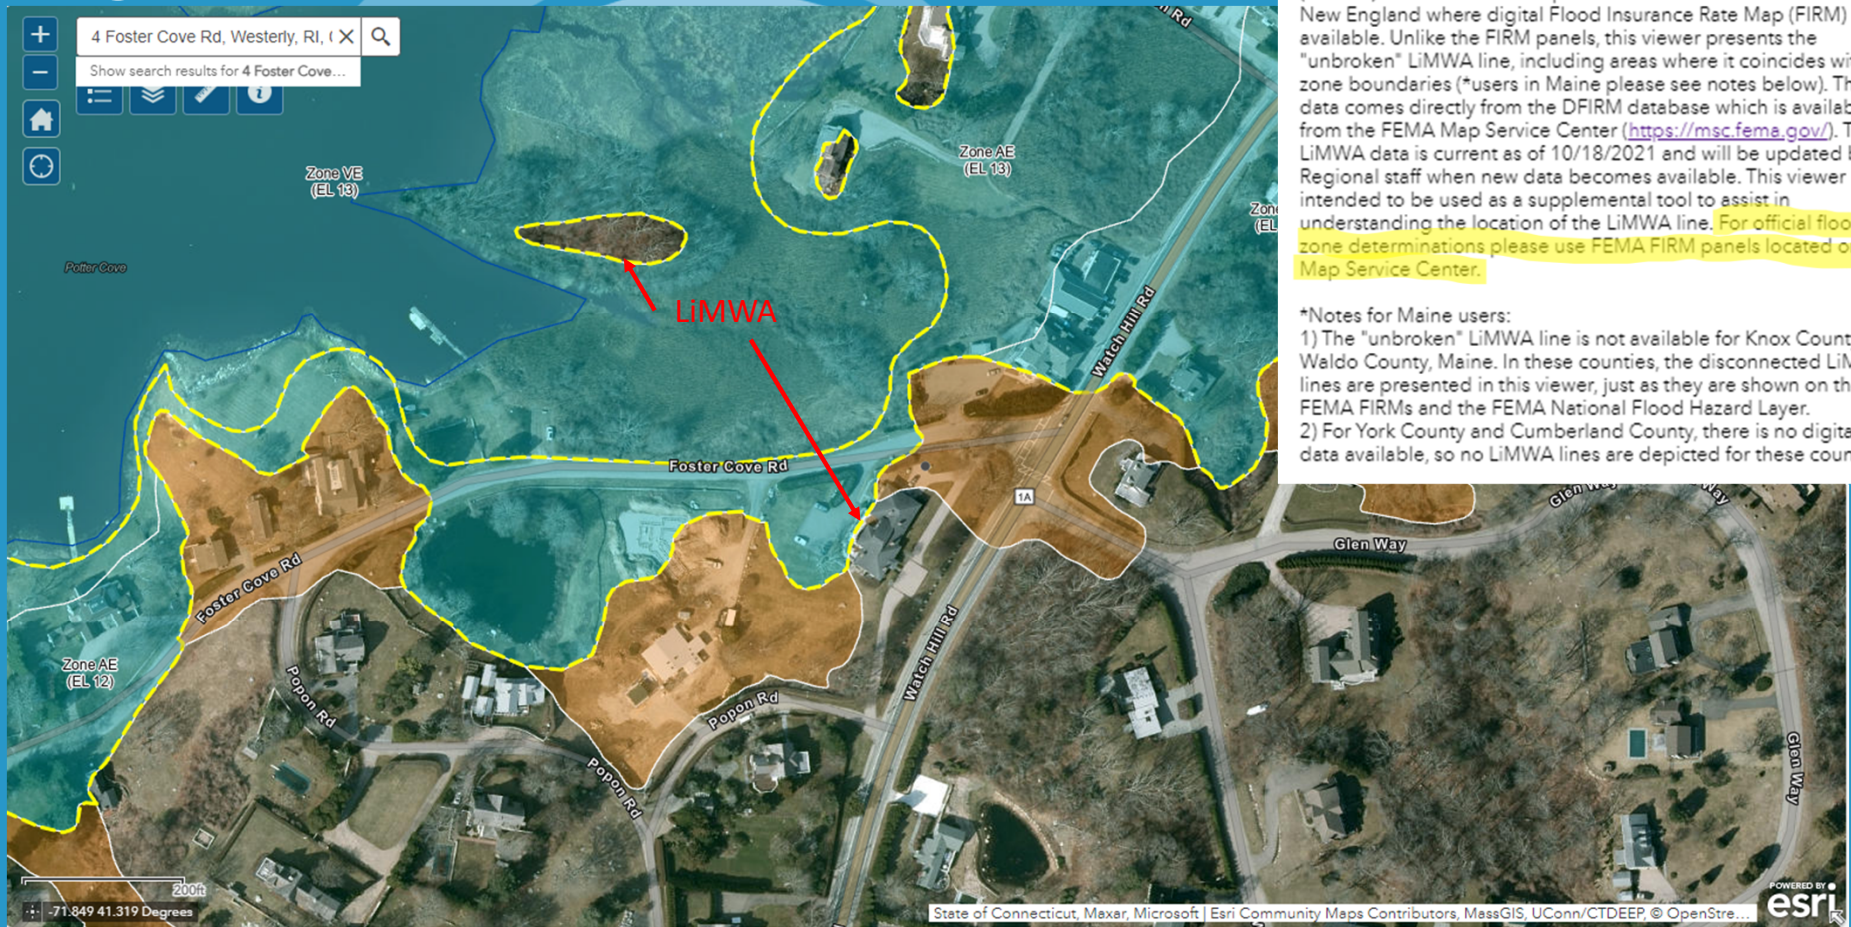 4 Foster Cove Rd, Westerly, RI,
Show search results for 4 Foster Cove...
Rd
Zone VE
(EL 13)
Zone AE
(EL 13)
Zone
(EL
Potter Cove
LiMWA
Watch Hill Rd
Foster Cove Rd
1A
Glen Way
Glen Way
Way
Foster Cove Rd
Zone AE
(EL 12)
Popon Rd
Popon Rd
Watch Hill Rd
Popon Rd
Glen Way
200ft
-71.849 41.319 Degrees
State of Connecticut, Maxar, Microsoft | Esri Community Maps Contributors, MassGIS, UConn/CTDEEP, © OpenStre...
POWERED BY
esri
New England where digital Flood Insurance Rate Map (FIRM)
available. Unlike the FIRM panels, this viewer presents the
"unbroken" LiMWA line, including areas where it coincides wi
zone boundaries (*users in Maine please see notes below). Th
data comes directly from the DFIRM database which is availab
from the FEMA Map Service Center (https://msc.fema.gov/). T
LiMWA data is current as of 10/18/2021 and will be updated b
Regional staff when new data becomes available. This viewer
intended to be used as a supplemental tool to assist in
understanding the location of the LiMWA line. For official floo
zone determinations please use FEMA FIRM panels located o
Map Service Center.
*Notes for Maine users:
1) The "unbroken" LiMWA line is not available for Knox Count
Waldo County, Maine. In these counties, the disconnected LiM
lines are presented in this viewer, just as they are shown on th
FEMA FIRMs and the FEMA National Flood Hazard Layer.
2) For York County and Cumberland County, there is no digita
data available, so no LiMWA lines are depicted for these coun